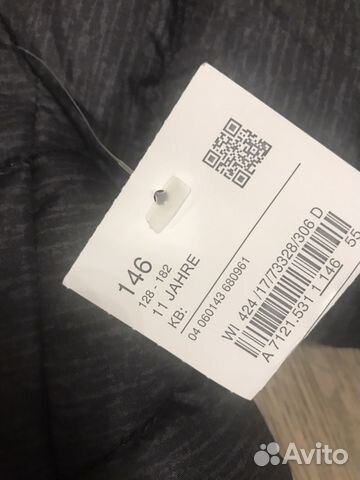 146
128 - 182
11 JAHRE
KB:
04 060143 680961
WI 424 /17/73328/306 D
A 7121.531 1 146 55
Avito